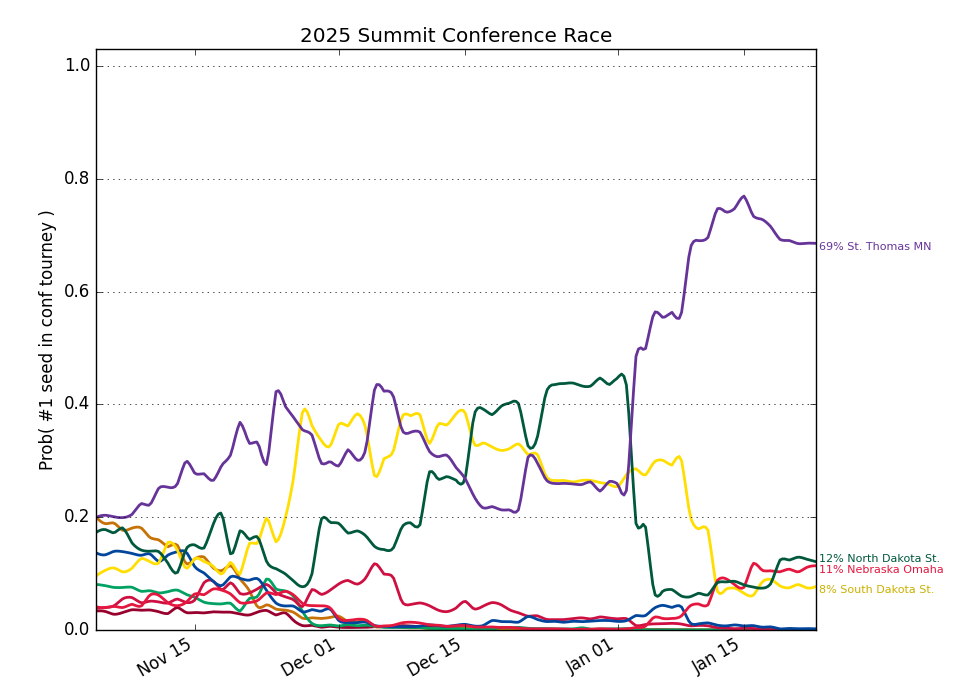 2025 Summit Conference Race
Prob( #1 seed in conf tourney )
1.0
0.8
0.6
0.4
0.2
0.0
Nov 15
Dec 01
Dec 15
Jan 01
Jan 15
69% St. Thomas MN
12% North Dakota St.
11% Nebraska Omaha
8% South Dakota St.